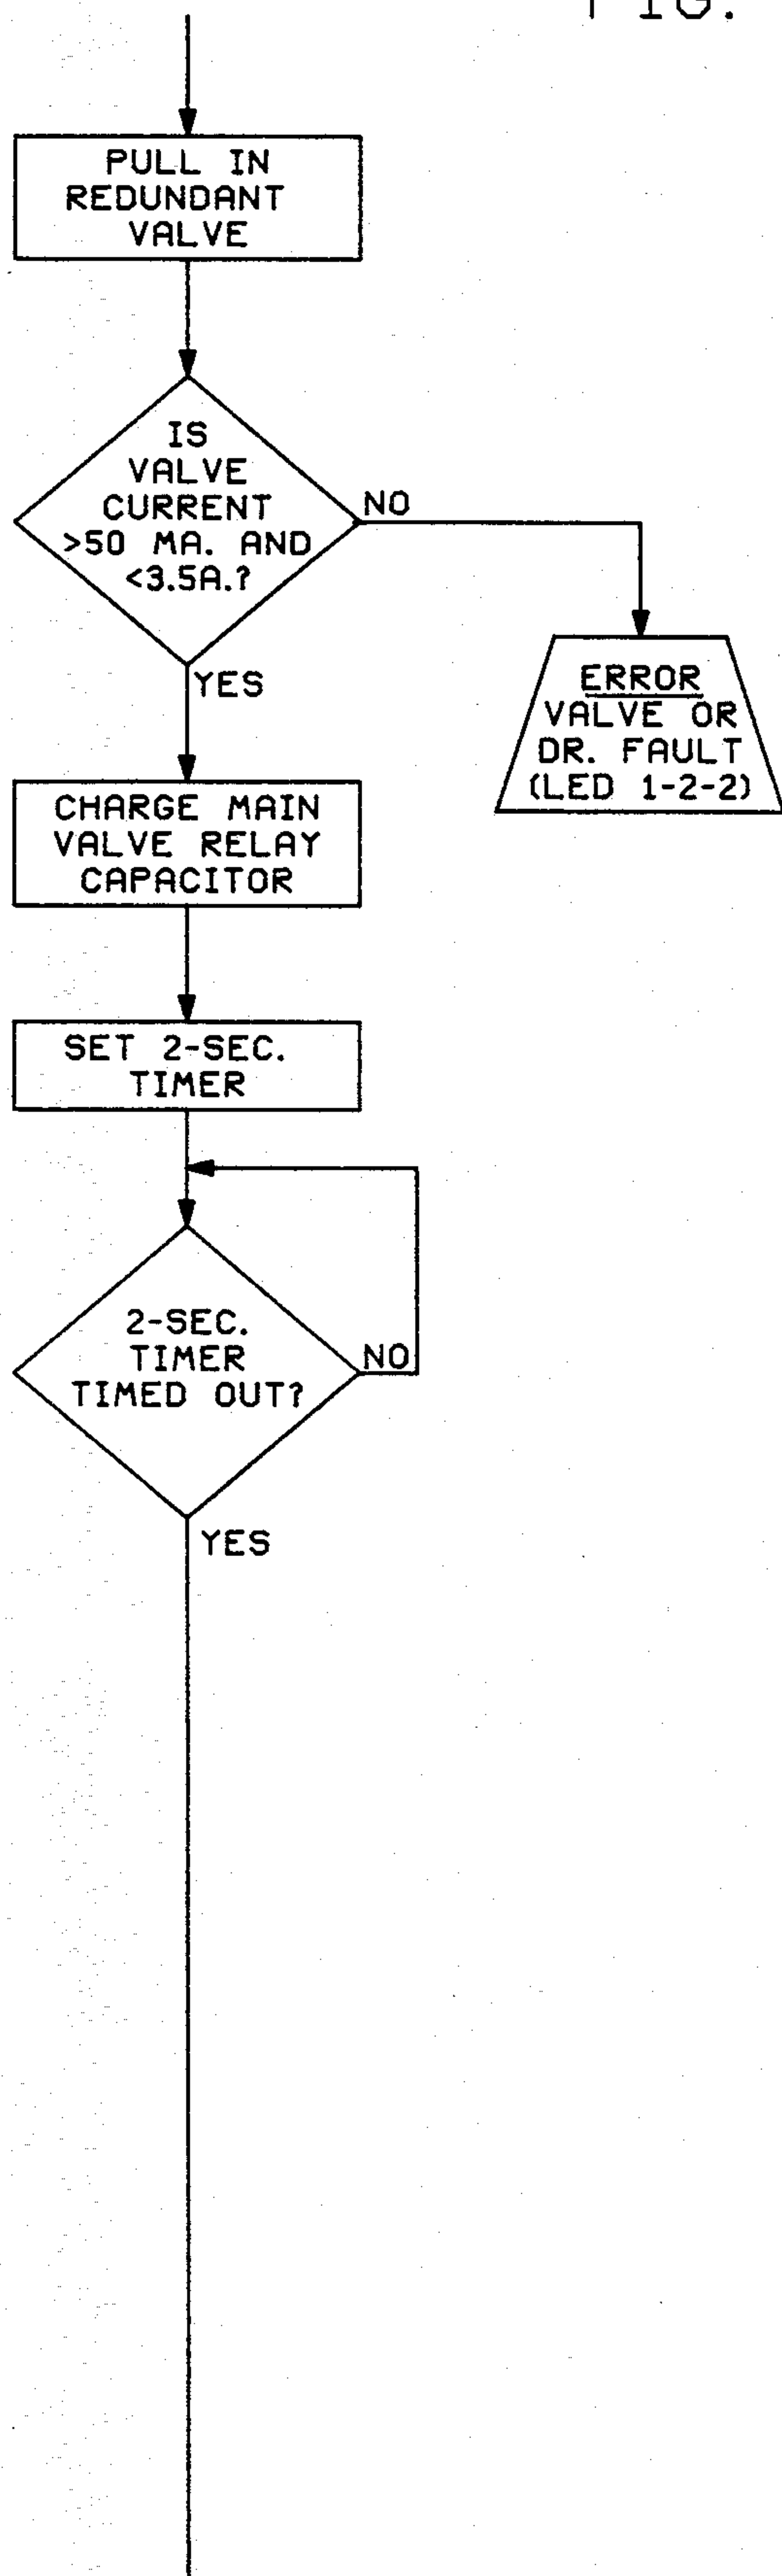 FIG.
PULL IN
REDUNDANT
VALVE
IS
VALVE
CURRENT
>50 MA. AND
<3.5A.?
NO
YES
ERROR
VALVE OR
DR. FAULT
(LED 1-2-2)
CHARGE MAIN
VALVE RELAY
CAPACITOR
SET 2-SEC.
TIMER
2-SEC.
TIMER
TIMED OUT?
NO
YES